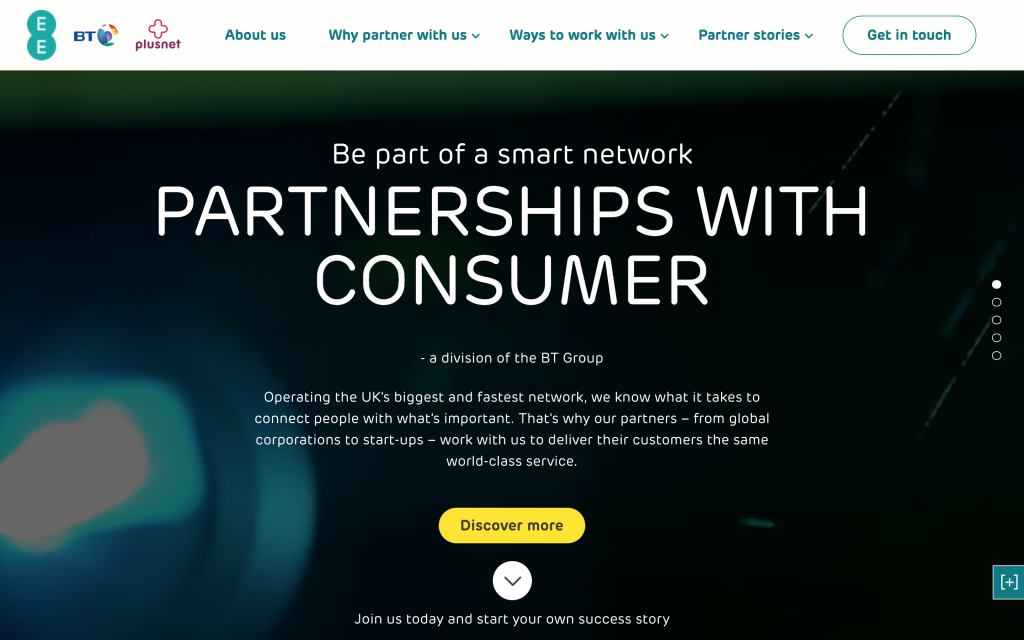 E
E
BT
plusnet
About us
Why partner with us
Ways to work with us
Partner stories
Get in touch
Be part of a smart network
PARTNERSHIPS WITH
CONSUMER
- a division of the BT Group
Operating the UK's biggest and fastest network, we know what it takes to
connect people with what's important. That's why our partners – from global
corporations to start-ups – work with us to deliver their customers the same
world-class service.
Discover more
Join us today and start your own success story
[+]